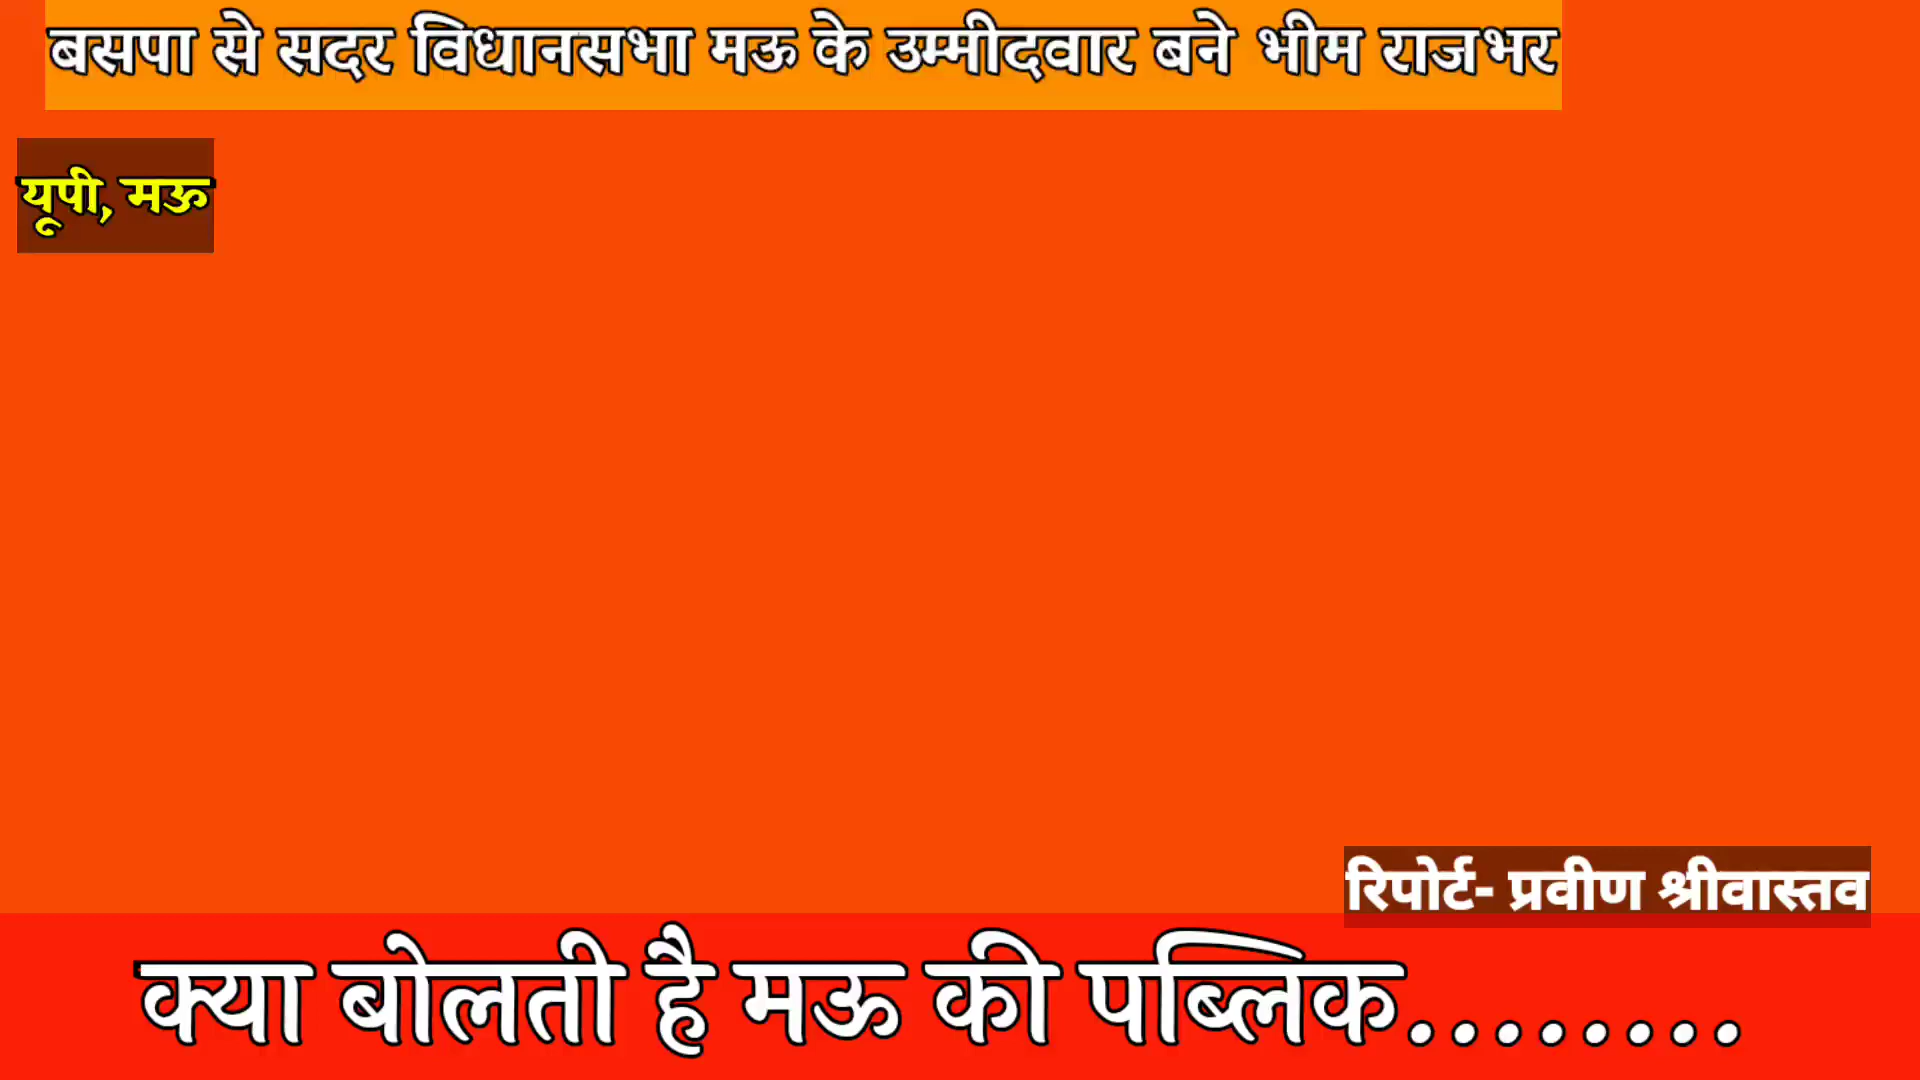 बसपा से सदर विधानसभा मऊ के उम्मीदवार बने भीम राजभर
यूपी, मऊ
रिपोर्ट- प्रवीण श्रीवास्तव
क्या बोलती है मऊ की पब्लिक........